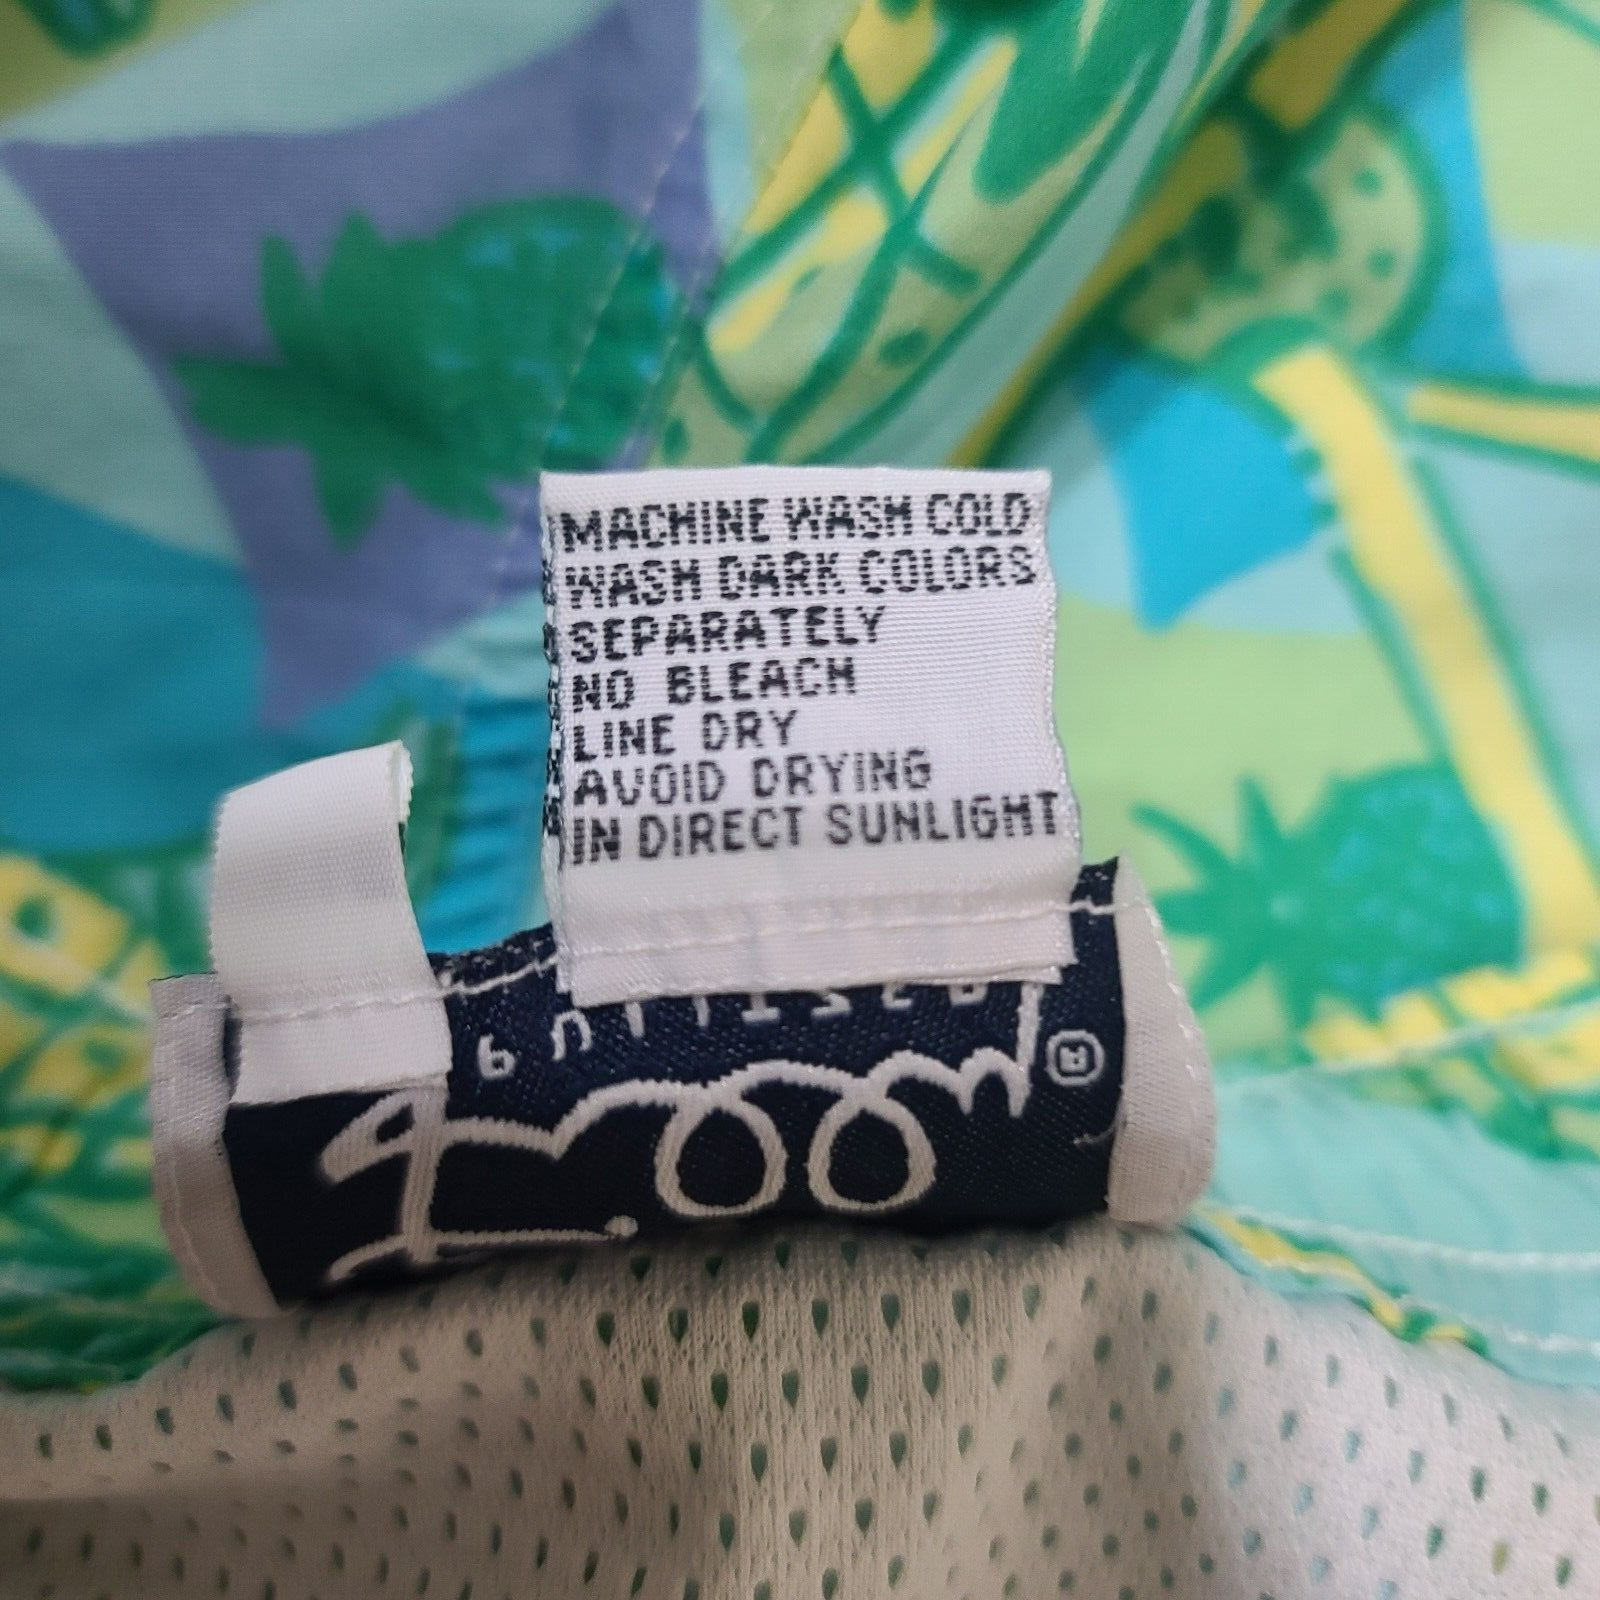 MACHINE WASH COLD
WASH DARK COLORS
SEPARATELY
NO BLEACH
LINE DRY
AVOID DRYING
IN DIRECT SUNLIGHT
®